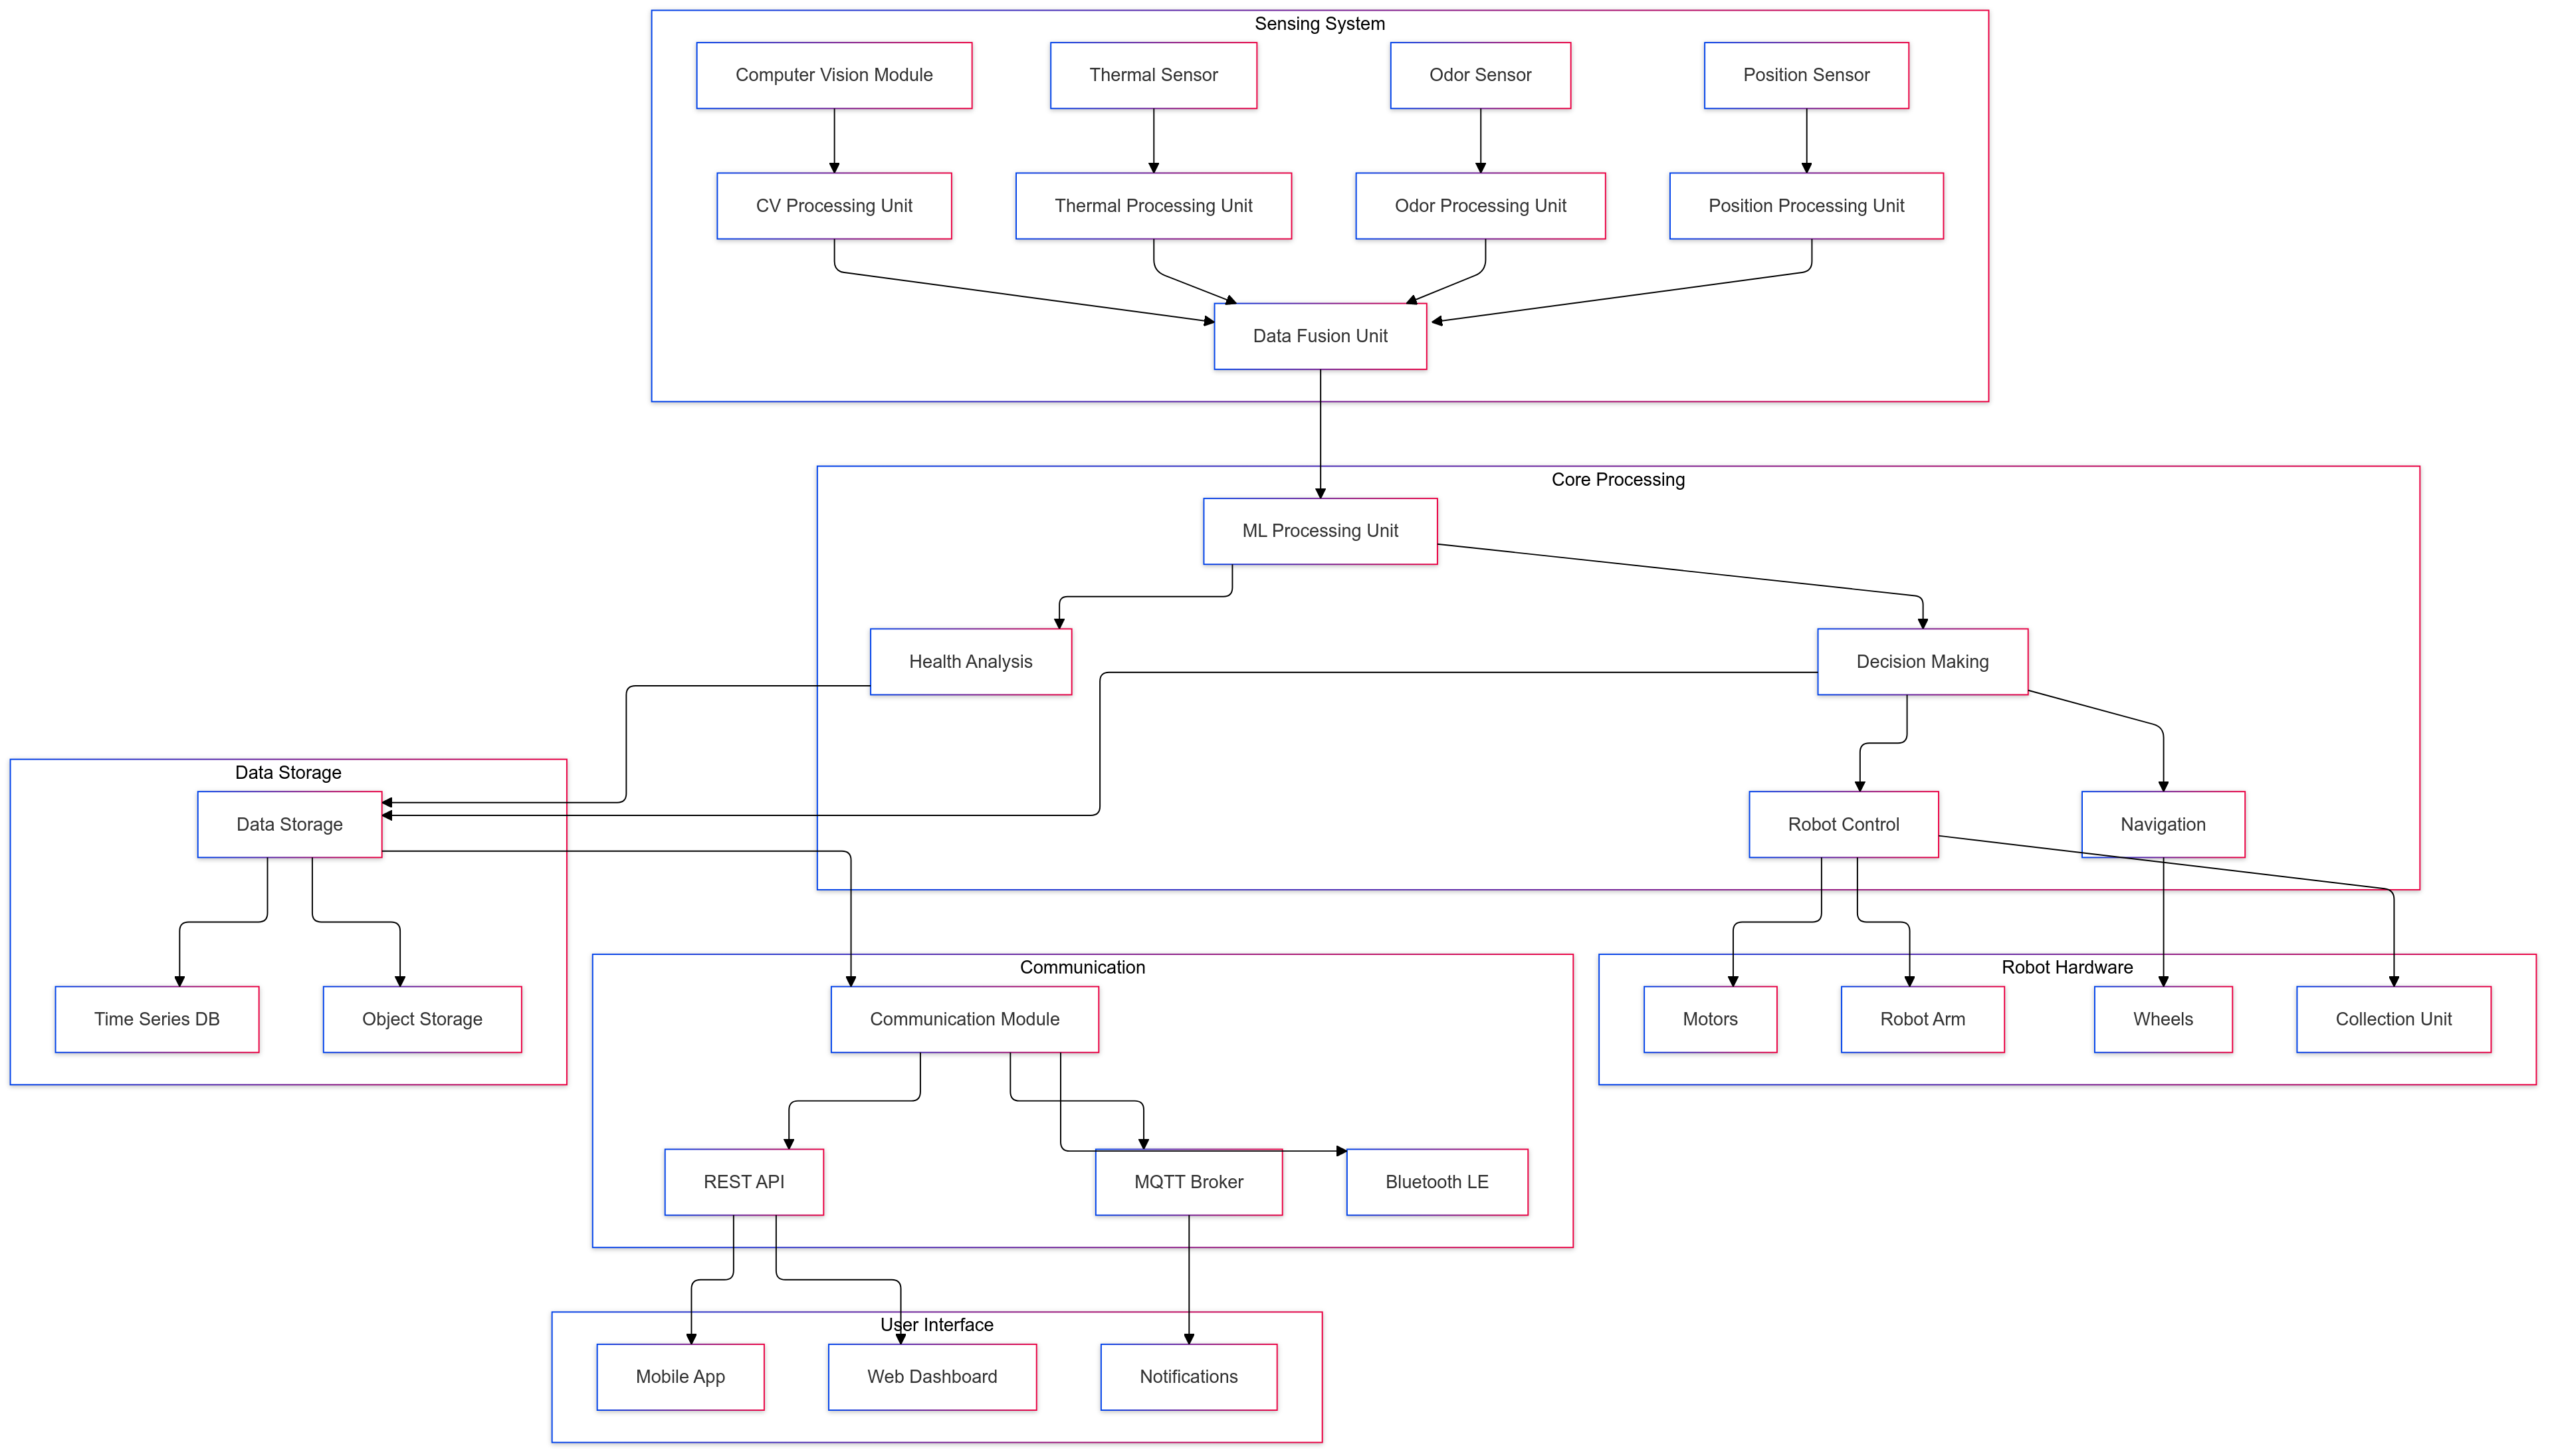 Sensing System
Computer Vision Module
Thermal Sensor
Odor Sensor
Position Sensor
CV Processing Unit
Thermal Processing Unit
Odor Processing Unit
Position Processing Unit
Data Fusion Unit
Core Processing
ML Processing Unit
Health Analysis
Decision Making
Robot Control
Navigation
Data Storage
Data Storage
Time Series DB
Object Storage
Communication
Communication Module
REST API
MQTT Broker
Bluetooth LE
Robot Hardware
Motors
Robot Arm
Wheels
Collection Unit
User Interface
Mobile App
Web Dashboard
Notifications